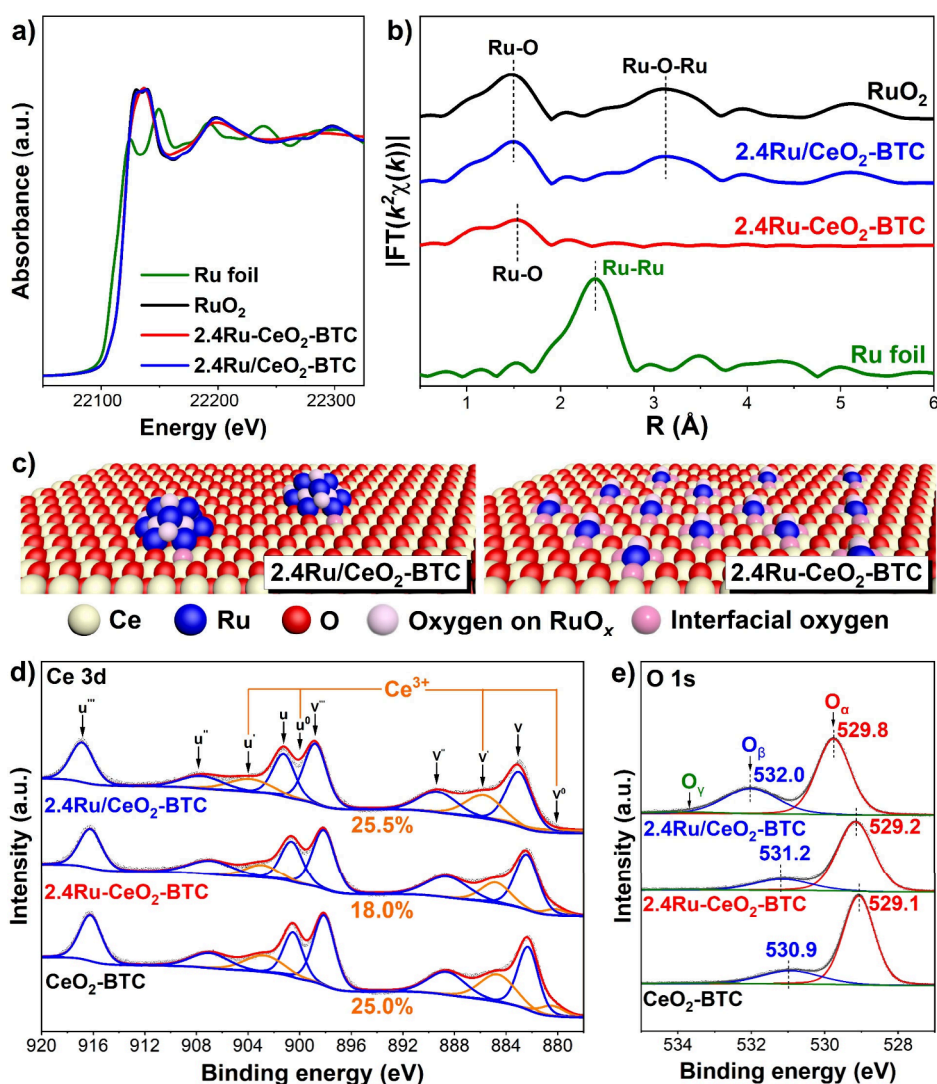 a)
Absorbance (a.u.)
Ru foil
RuO₂
2.4Ru-CeO₂-BTC
2.4Ru/CeO₂-BTC
22100 22200 22300
Energy (eV)
b)
|FT(k²χ(k))|
Ru-O
Ru-O-Ru
RuO₂
2.4Ru/CeO₂-BTC
2.4Ru-CeO₂-BTC
Ru-O
Ru-Ru
Ru foil
1 2 3 4 5 6
R (Å)
c)
2.4Ru/CeO₂-BTC
2.4Ru-CeO₂-BTC
Ce Ru O Oxygen on RuOₓ Interfacial oxygen
d)
Ce 3d
Intensity (a.u.)
Ce³⁺
u''' u'' u' u u⁰ v''' v'' v' v v⁰
2.4Ru/CeO₂-BTC
25.5%
2.4Ru-CeO₂-BTC
18.0%
CeO₂-BTC
25.0%
920 916 912 908 904 900 896 892 888 884 880
Binding energy (eV)
e)
O 1s
Intensity (a.u.)
Oα
529.8
Oβ
532.0
Oγ
2.4Ru/CeO₂-BTC
529.2
531.2
2.4Ru-CeO₂-BTC
529.1
530.9
CeO₂-BTC
534 532 530 528
Binding energy (eV)